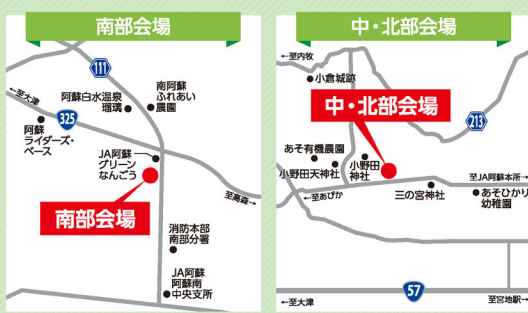 南部会場
111
阿蘇白水温泉
瑠璃
南阿蘇
ふれあい
農園
←至大津
325
阿蘇
ライダーズ・
ベース
JA阿蘇
グリーン
なんごう
南部会場
至高森→
消防本部
南部分署
JA阿蘇
阿蘇南
中央支所
中・北部会場
←至内牧
小倉城跡
中・北部会場
213
あそ有機農園
小野田天神社
小野田
神社
至JA阿蘇本所→
←至あぴか
三の宮神社
あそひかり
幼稚園
57
←至大津
至宮地駅→